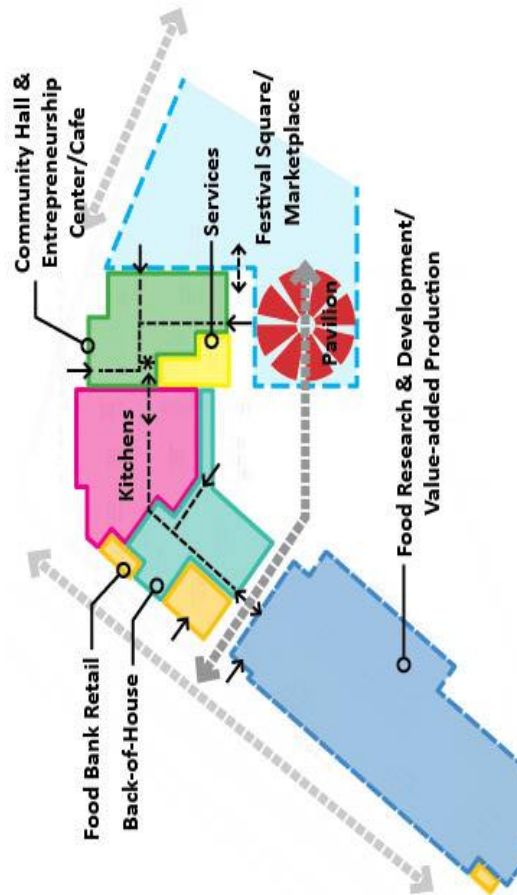 Community Hall &
Entrepreneurship
Center/Cafe
Services
Festival Square/
Marketplace
Pavilion
Kitchens
Food Bank Retail
Back-of-House
Food Research & Development/
Value-added Production